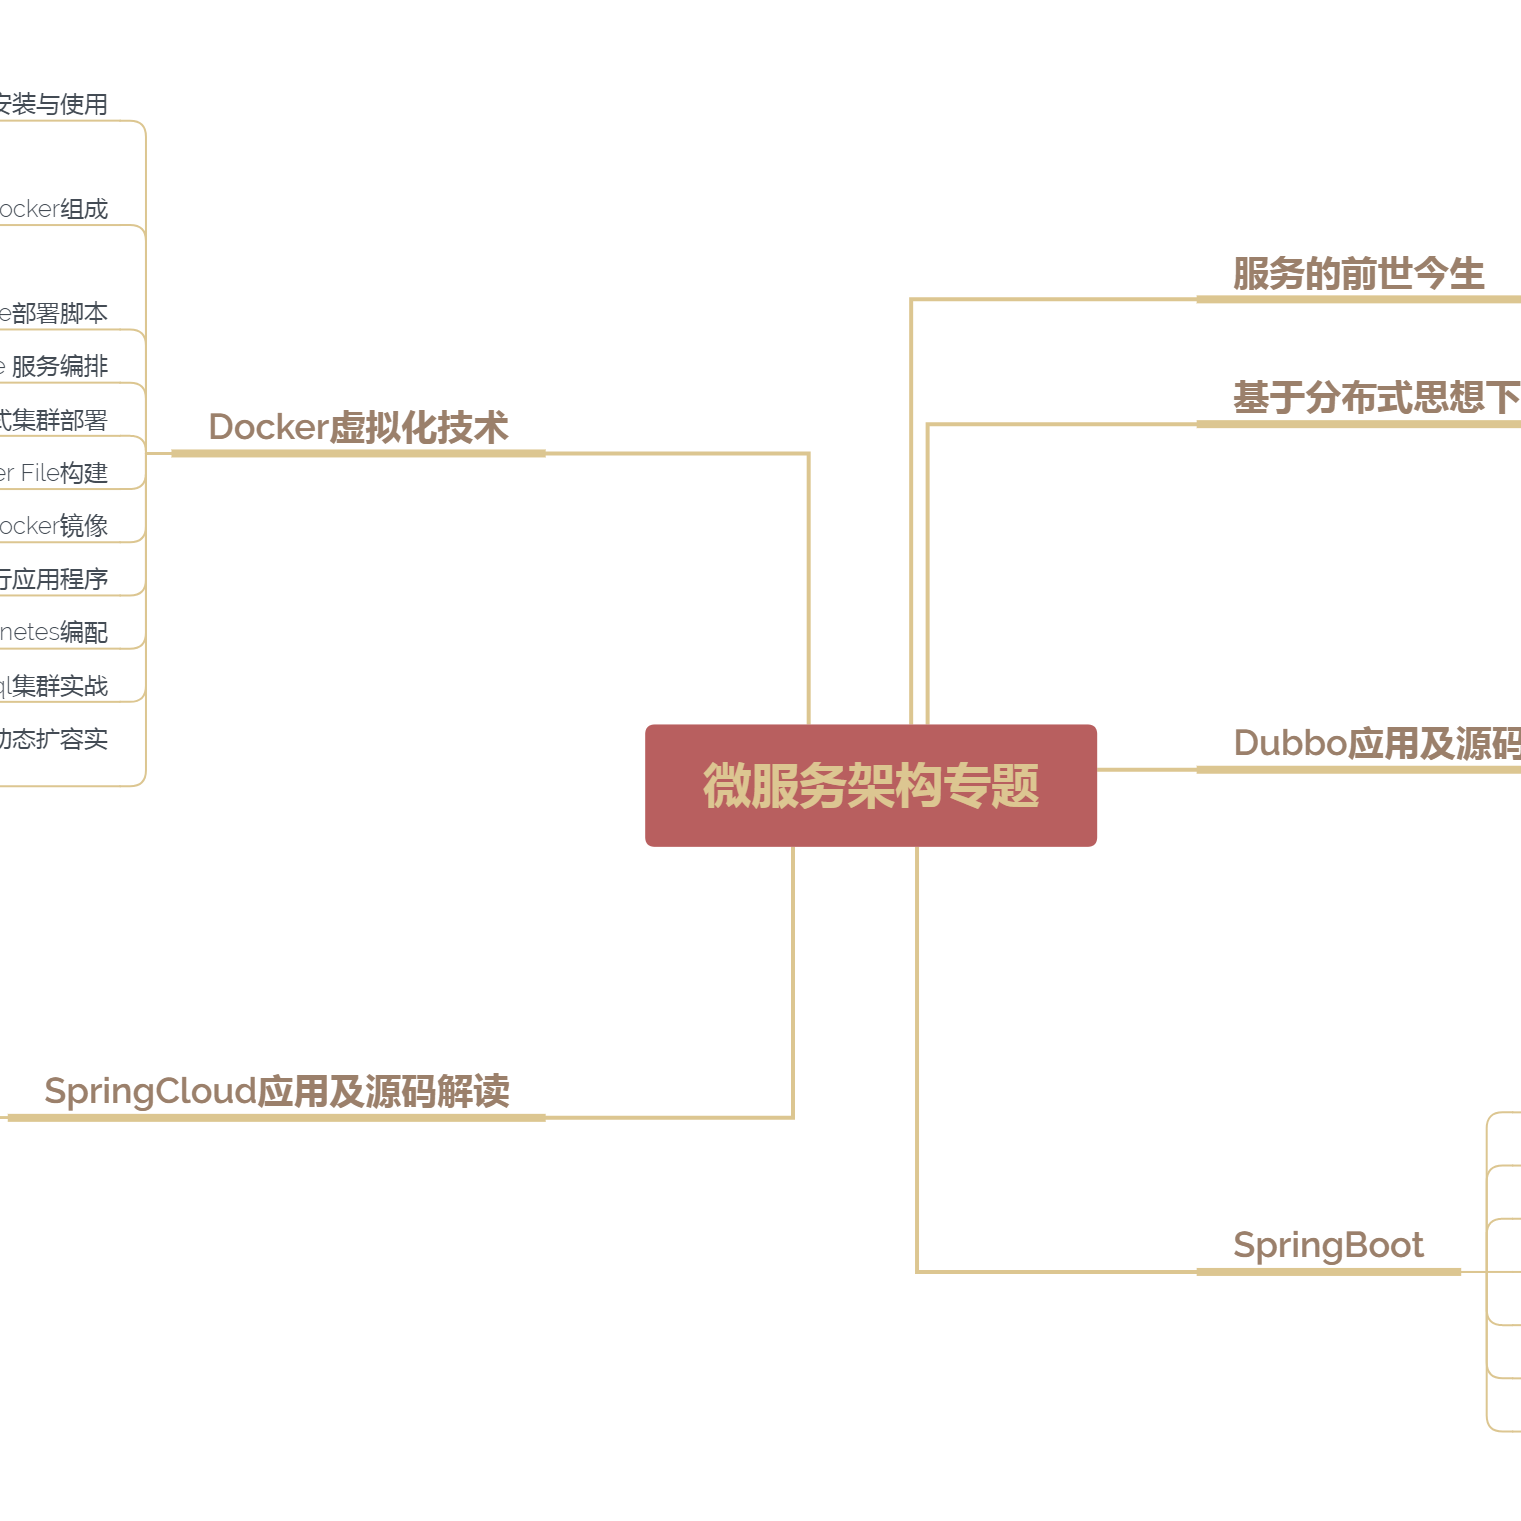 安装与使用
ocker组成
e部署脚本
e 服务编排
式集群部署
er File构建
ocker镜像
行应用程序
netes编配
ql集群实战
动态扩容实
Docker虚拟化技术
SpringCloud应用及源码解读
微服务架构专题
服务的前世今生
基于分布式思想下
Dubbo应用及源码
SpringBoot